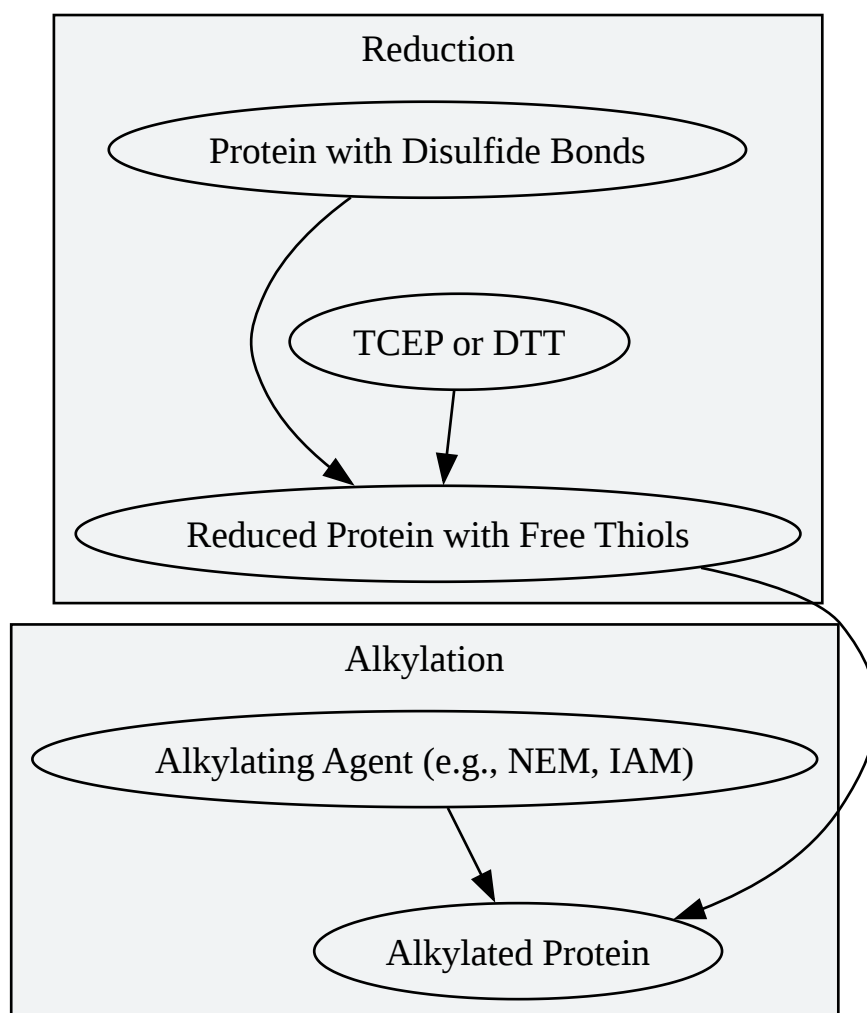 Reduction
Protein with Disulfide Bonds
TCEP or DTT
Reduced Protein with Free Thiols
Alkylation
Alkylating Agent (e.g., NEM, IAM)
Alkylated Protein